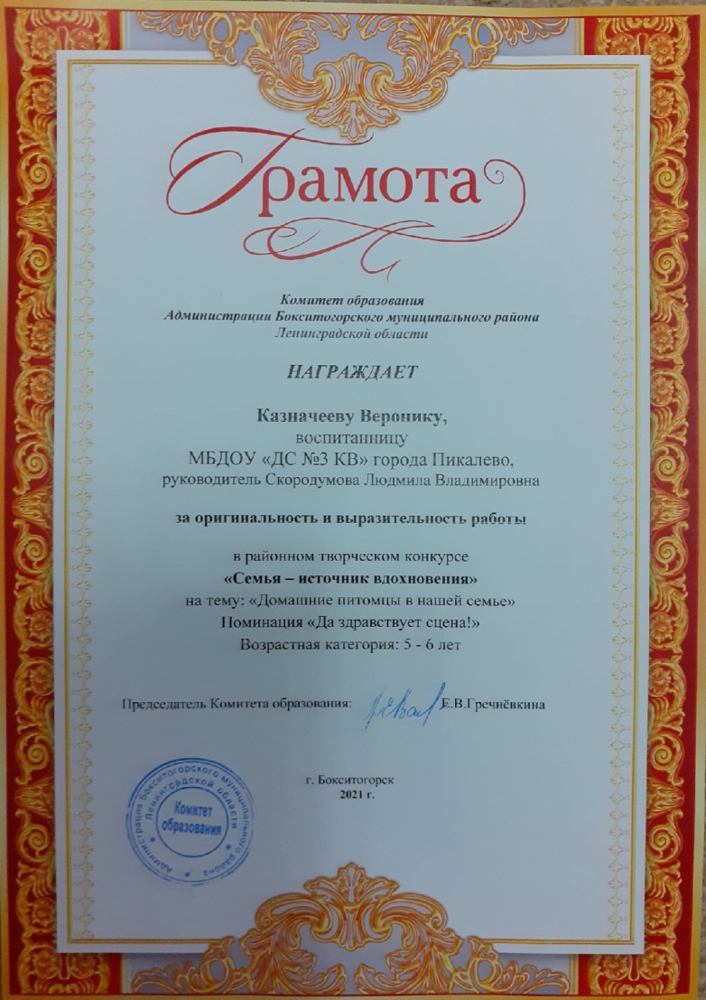 Грамота
Комитет образования
Администрации Бокситогорского муниципального района
Ленинградской области
НАГРАЖДАЕТ
Казначееву Веронику,
воспитанницу
МБДОУ «ДС №3 КВ» города Пикалево,
руководитель Скородумова Людмила Владимировна
за оригинальность и выразительность работы
в районном творческом конкурсе
«Семья – источник вдохновения»
на тему: «Домашние питомцы в нашей семье»
Номинация «Да здравствует сцена!»
Возрастная категория: 5 - 6 лет
Председатель Комитета образования: Е.В.Гречнёвкина
г. Бокситогорск
2021 г.
Администрация Бокситогорского муниципального района
Ленинградской области
Комитет
образования